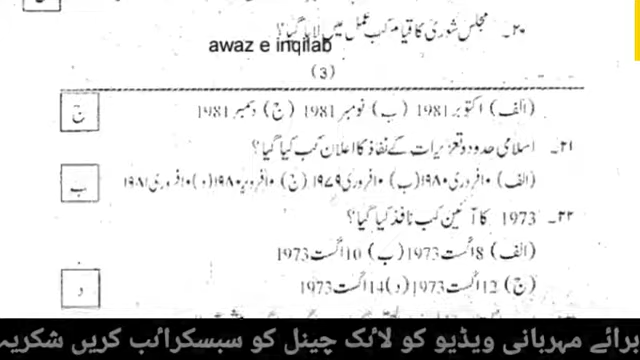 ۲۰۔ مجلس شوریٰ کا قیام کب عمل میں لایا گیا؟
awaz e inqilab
(3)
(الف) اکتوبر 1981 (ب) نومبر 1981 (ج) دسمبر 1981
ج
۲۱۔ اسلامی حدود و تعزیرات کے نفاذ کا اعلان کب کیا گیا؟
(الف) ۱۰ فروری ۱۹۸۰ (ب) ۱۰ فروری ۱۹۷۹ (ج) ۱۰ فروری ۱۹۸۰ (د) ۱۰ فروری ۱۹۸۱
ب
۲۲۔ 1973 کا آئین کب نافذ کیا گیا؟
(الف) 8 اگست 1973 (ب) 10 اگست 1973
(ج) 12 اگست 1973 (د) 14 اگست 1973
د
برائے مہربانی ویڈیو کو لائک چینل کو سبسکرائب کریں شکریہ